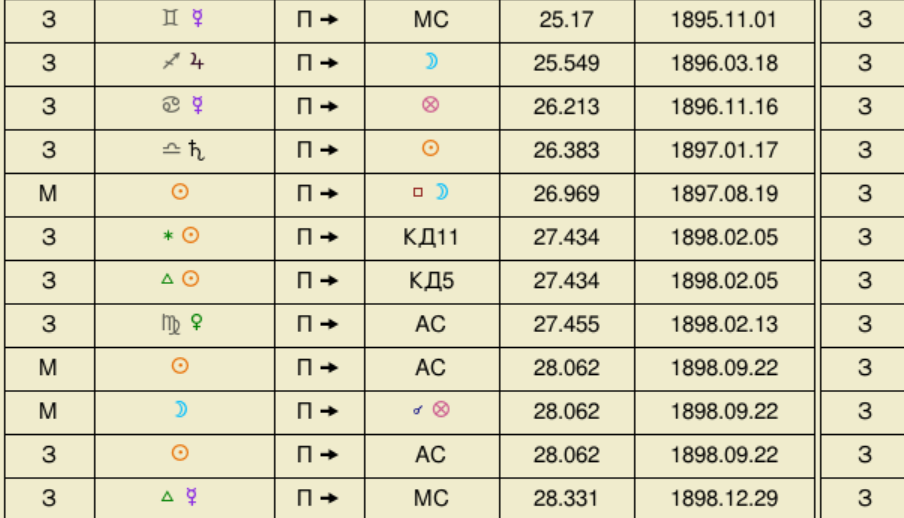 З ♊ ☿ П → МС 25.17 1895.11.01 З
З ♐ ♃ П → ☽ 25.549 1896.03.18 З
З ♋ ☿ П → ⊗ 26.213 1896.11.16 З
З ♎ ♄ П → ☉ 26.383 1897.01.17 З
М ☉ П → □ ☽ 26.969 1897.08.19 З
З ⚹ ☉ П → КД11 27.434 1898.02.05 З
З △ ☉ П → КД5 27.434 1898.02.05 З
З ♍ ♀ П → АС 27.455 1898.02.13 З
М ☉ П → АС 28.062 1898.09.22 З
М ☽ П → ☌ ⊗ 28.062 1898.09.22 З
З ☉ П → АС 28.062 1898.09.22 З
З △ ☿ П → МС 28.331 1898.12.29 З